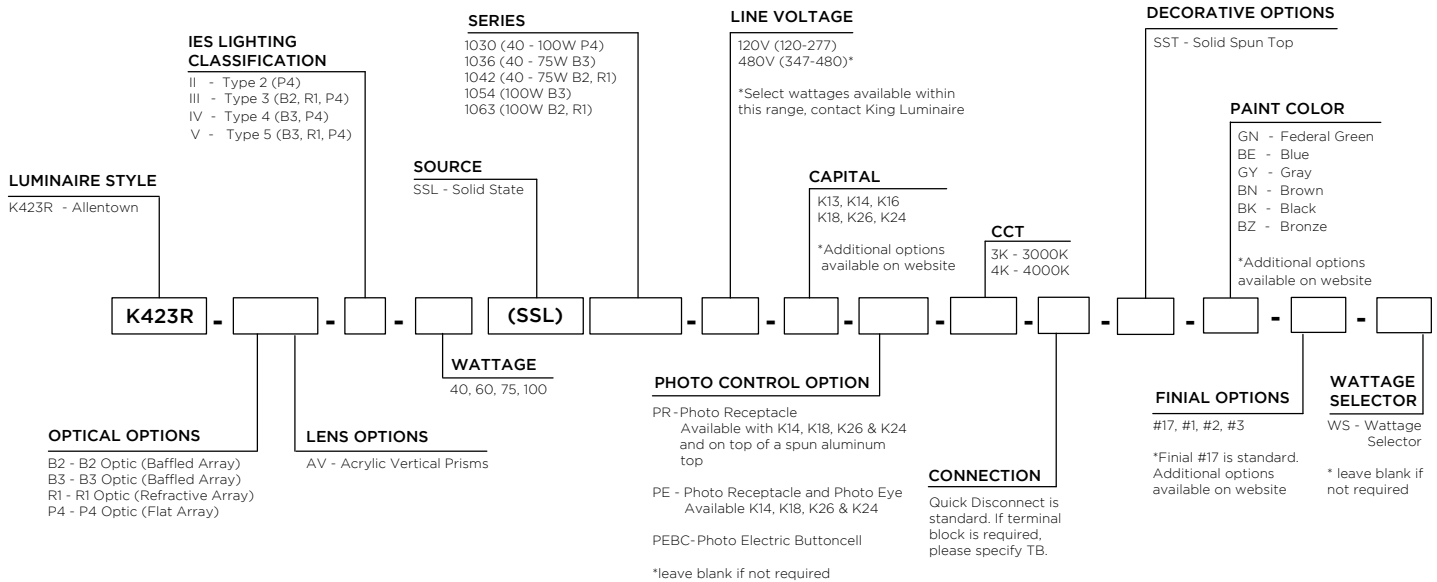 SERIES
1030 (40 - 100W P4)
1036 (40 - 75W B3)
1042 (40 - 75W B2, R1)
1054 (100W B3)
1063 (100W B2, R1)
LINE VOLTAGE
120V (120-277)
480V (347-480)*
*Select wattages available within
this range, contact King Luminaire
DECORATIVE OPTIONS
SST - Solid Spun Top
IES LIGHTING
CLASSIFICATION
II - Type 2 (P4)
III - Type 3 (B2, R1, P4)
IV - Type 4 (B3, P4)
V - Type 5 (B3, R1, P4)
PAINT COLOR
GN - Federal Green
BE - Blue
GY - Gray
BN - Brown
BK - Black
BZ - Bronze
*Additional options
available on website
LUMINAIRE STYLE
K423R - Allentown
SOURCE
SSL - Solid State
CAPITAL
K13, K14, K16
K18, K26, K24
*Additional options
available on website
CCT
3K - 3000K
4K - 4000K
K423R - - - (SSL) - - - - - - - - -
WATTAGE
40, 60, 75, 100
OPTICAL OPTIONS
B2 - B2 Optic (Baffled Array)
B3 - B3 Optic (Baffled Array)
R1 - R1 Optic (Refractive Array)
P4 - P4 Optic (Flat Array)
LENS OPTIONS
AV - Acrylic Vertical Prisms
PHOTO CONTROL OPTION
PR - Photo Receptacle
Available with K14, K18, K26 & K24
and on top of a spun aluminum
top
PE - Photo Receptacle and Photo Eye
Available K14, K18, K26 & K24
PEBC - Photo Electric Buttoncell
*leave blank if not required
CONNECTION
Quick Disconnect is
standard. If terminal
block is required,
please specify TB.
FINIAL OPTIONS
#17, #1, #2, #3
*Finial #17 is standard.
Additional options
available on website
WATTAGE
SELECTOR
WS - Wattage
Selector
* leave blank if
not required